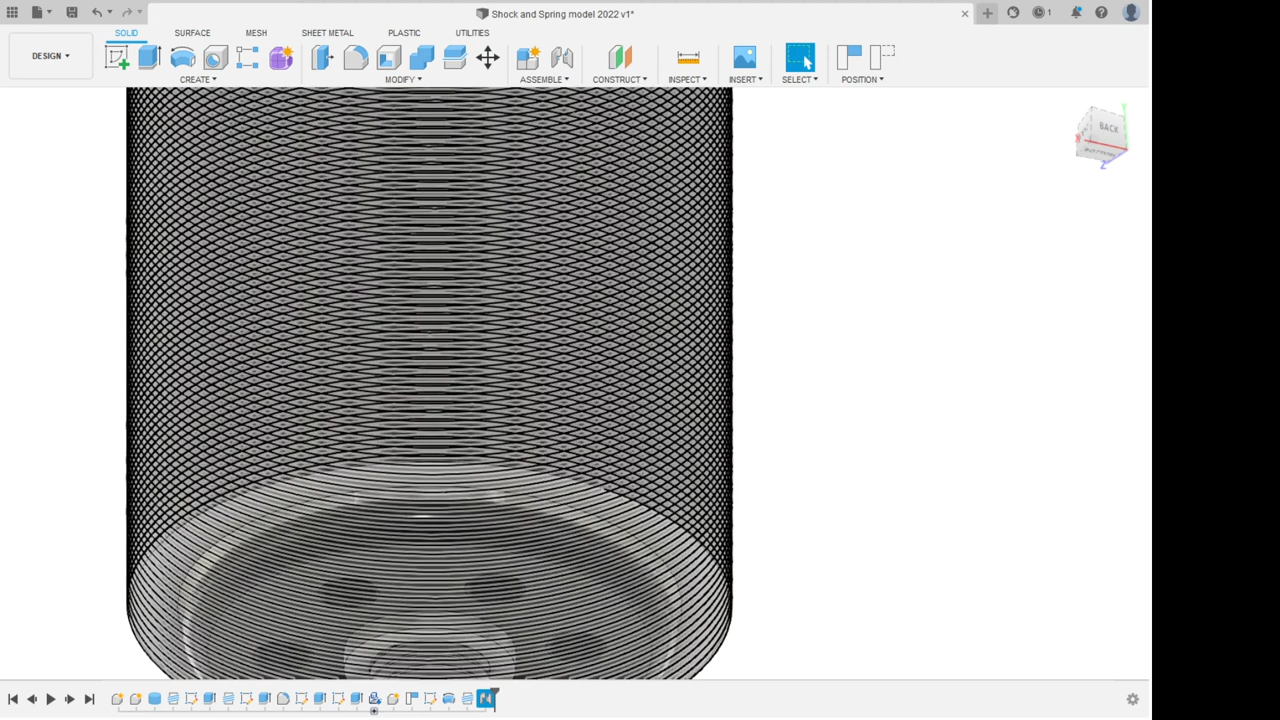 Shock and Spring model 2022 v1*
1
SOLID SURFACE MESH SHEET METAL PLASTIC UTILITIES
DESIGN
CREATE MODIFY ASSEMBLE CONSTRUCT INSPECT INSERT SELECT POSITION
BACK
X
Y
Z